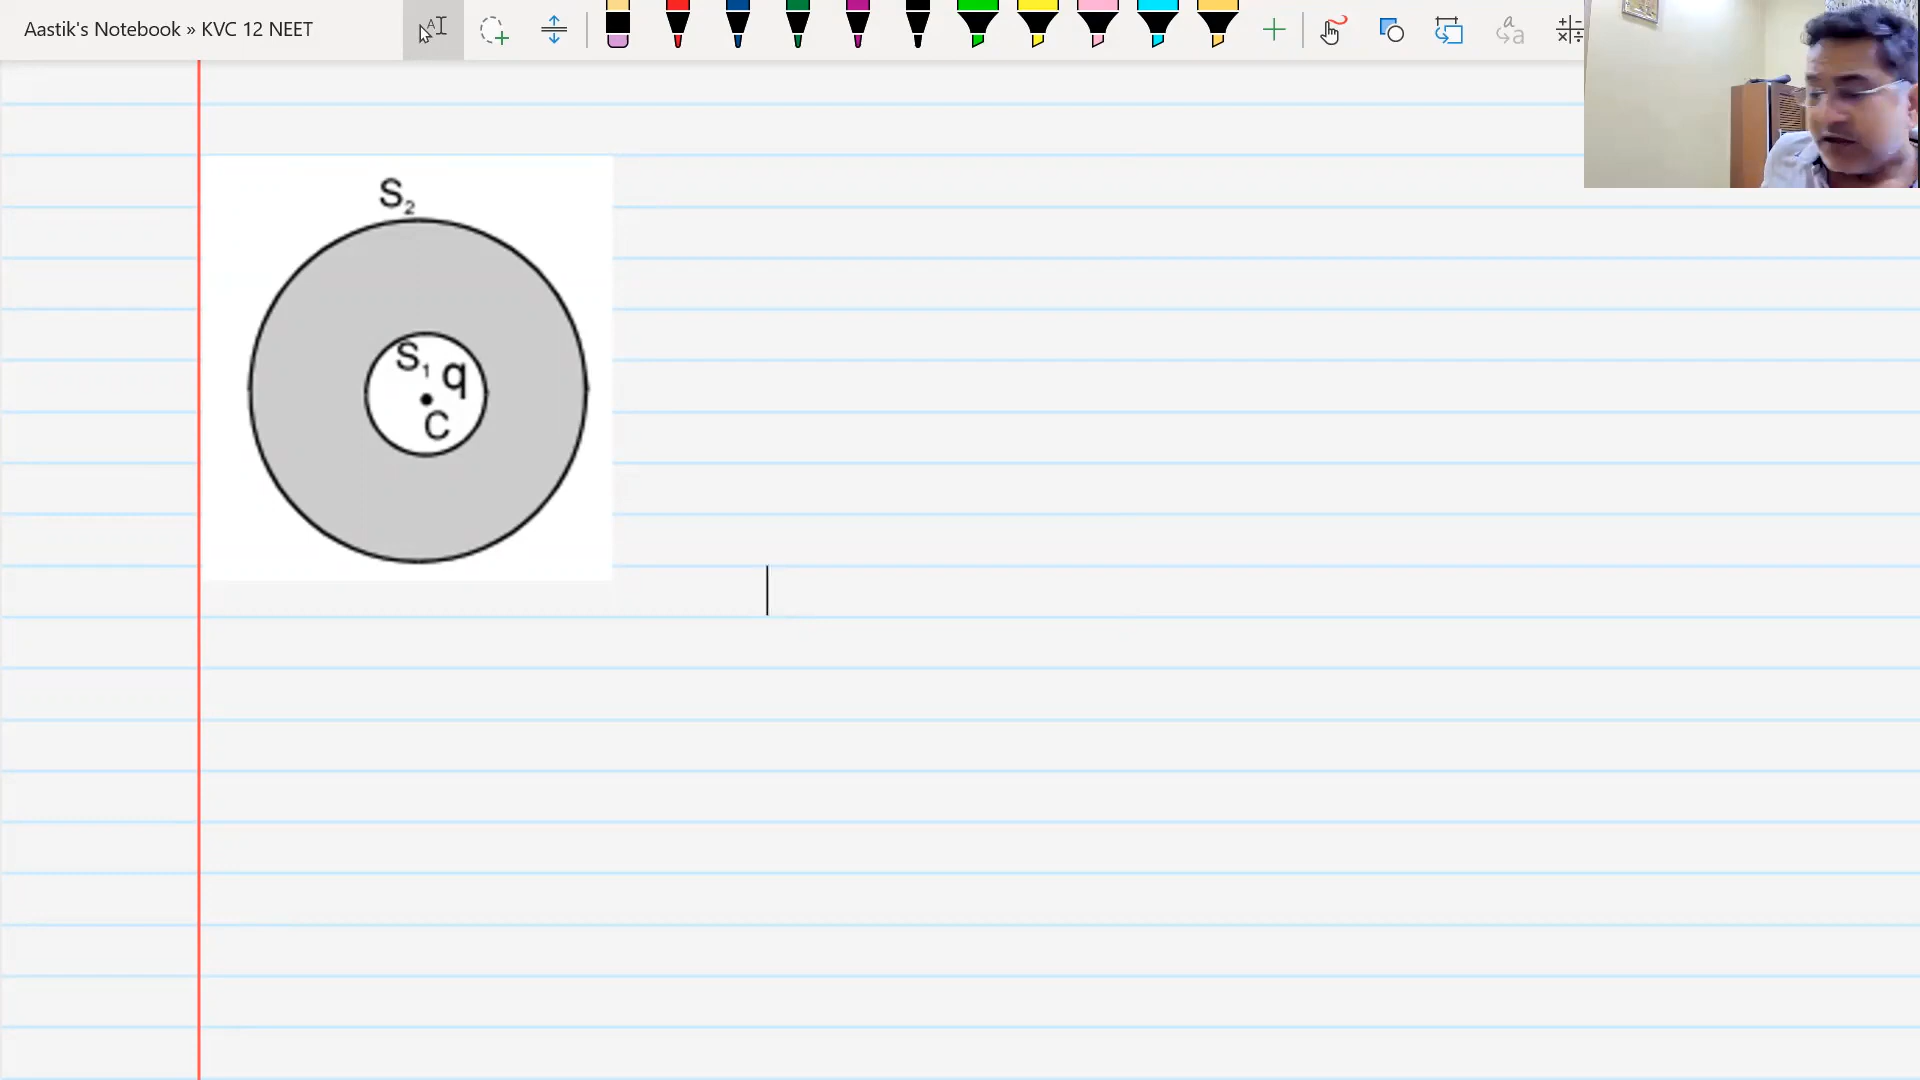 Aastik's Notebook » KVC 12 NEET
S₂
S₁ q
C